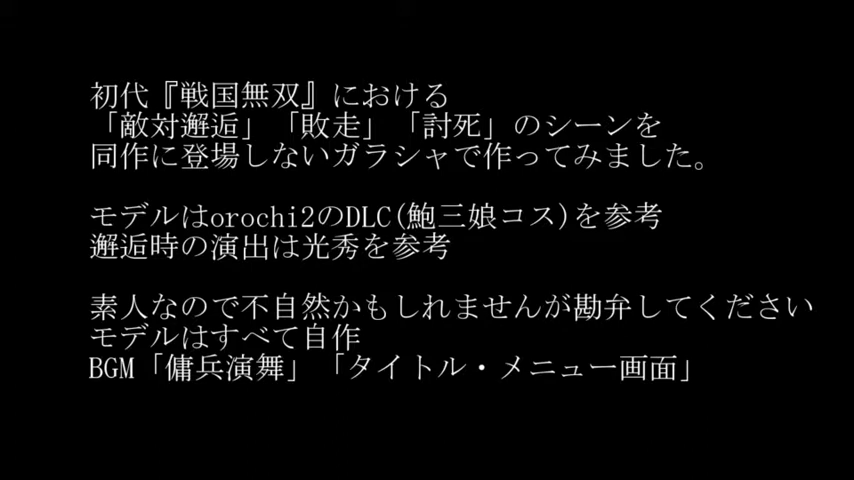 初代『戦国無双』における
「敵対邂逅」「敗走」「討死」のシーンを
同作に登場しないガラシャで作ってみました。
モデルはorochi2のDLC(鮑三娘コス)を参考
邂逅時の演出は光秀を参考
素人なので不自然かもしれませんが勘弁してください
モデルはすべて自作
BGM「傭兵演舞」「タイトル・メニュー画面」